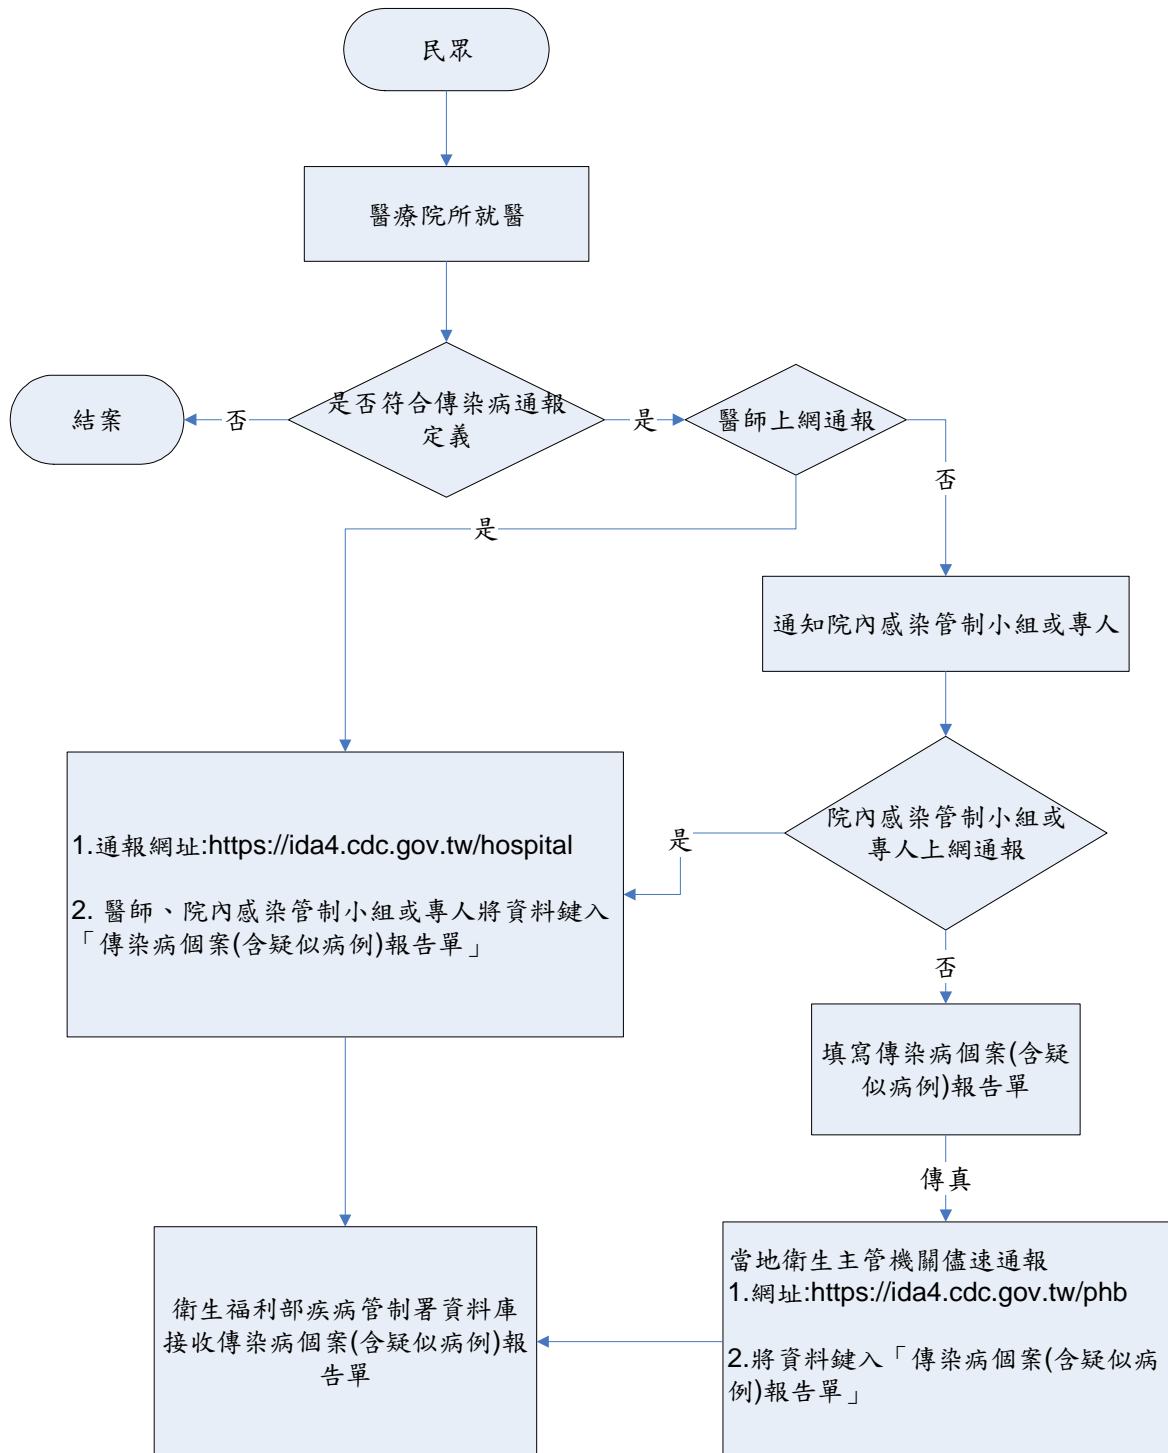 民眾
醫療院所就醫
是否符合傳染病通報
定義
否
結案
是
醫師上網通報
否
是
通知院內感染管制小組或專人
院內感染管制小組或
專人上網通報
是
1.通報網址:https://ida4.cdc.gov.tw/hospital
2. 醫師、院內感染管制小組或專人將資料鍵入
「傳染病個案(含疑似病例)報告單」
否
填寫傳染病個案(含疑
似病例)報告單
傳真
當地衛生主管機關儘速通報
1.網址:https://ida4.cdc.gov.tw/phb
2.將資料鍵入「傳染病個案(含疑似病
例)報告單」
衛生福利部疾病管制署資料庫
接收傳染病個案(含疑似病例)報
告單